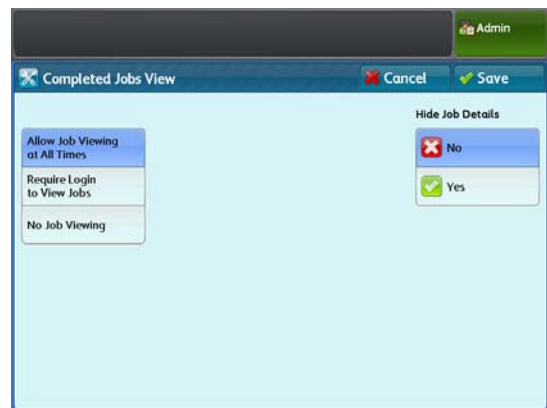 Admin
Completed Jobs View
Cancel
Save
Hide Job Details
Allow Job Viewing
at All Times
No
Require Login
to View Jobs
Yes
No Job Viewing